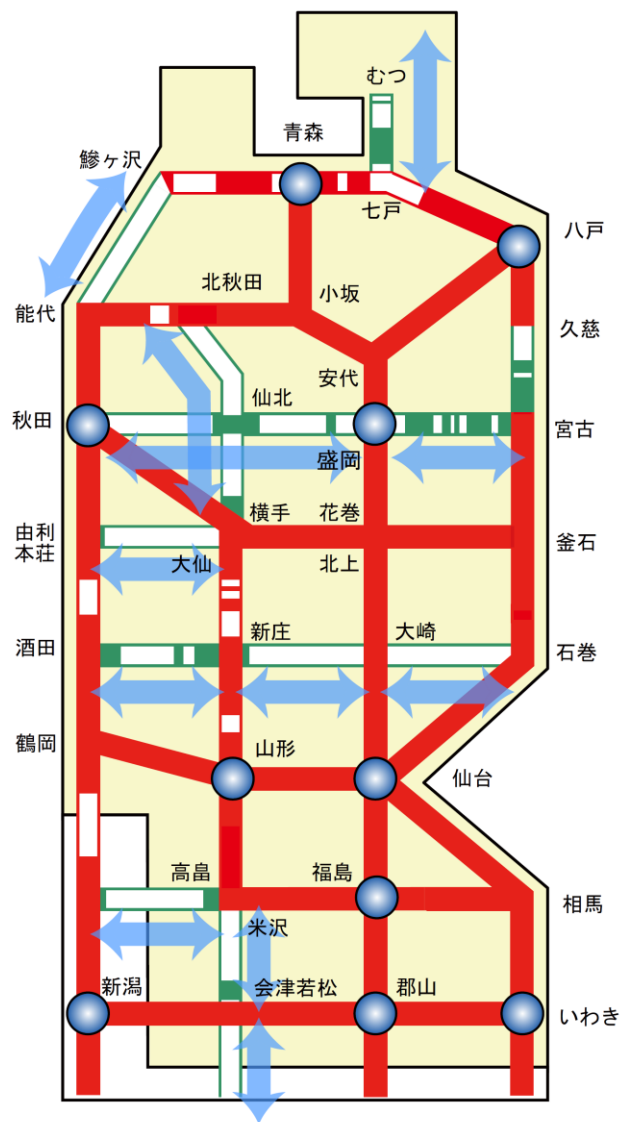 むつ
青森
鰺ヶ沢
七戸
八戸
北秋田
小坂
能代
久慈
安代
仙北
秋田
宮古
盛岡
横手
花巻
由利
本荘
釜石
大仙
北上
酒田
新庄
大崎
石巻
鶴岡
山形
仙台
高畠
福島
相馬
米沢
新潟
会津若松
郡山
いわき